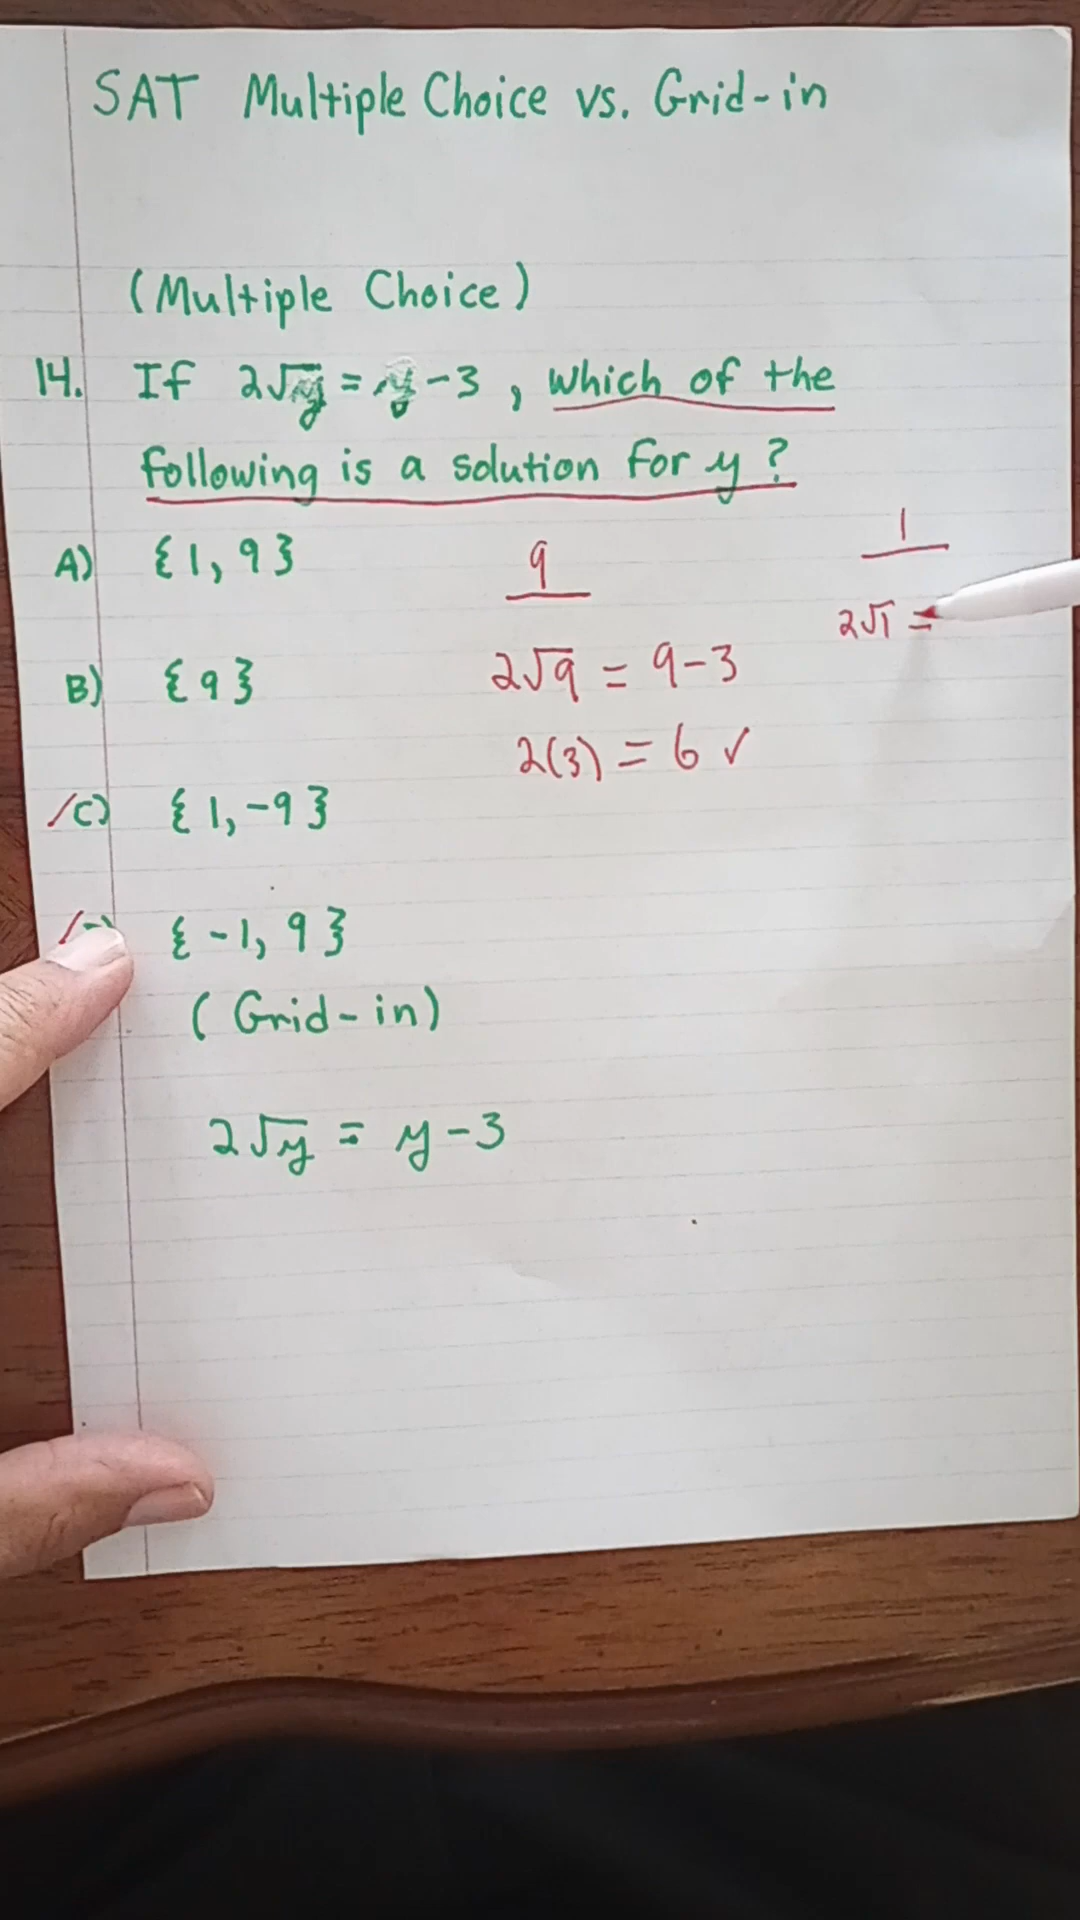 SAT Multiple Choice vs. Grid-in
(Multiple Choice)
14. If 2√y = y - 3 , which of the
following is a solution for y ?
A) {1, 9}
B) {9}
C) {1, -9}
{-1, 9}
9
2√9 = 9-3
2(3) = 6 ✓
1
2√1 =
(Grid-in)
2√y = y-3